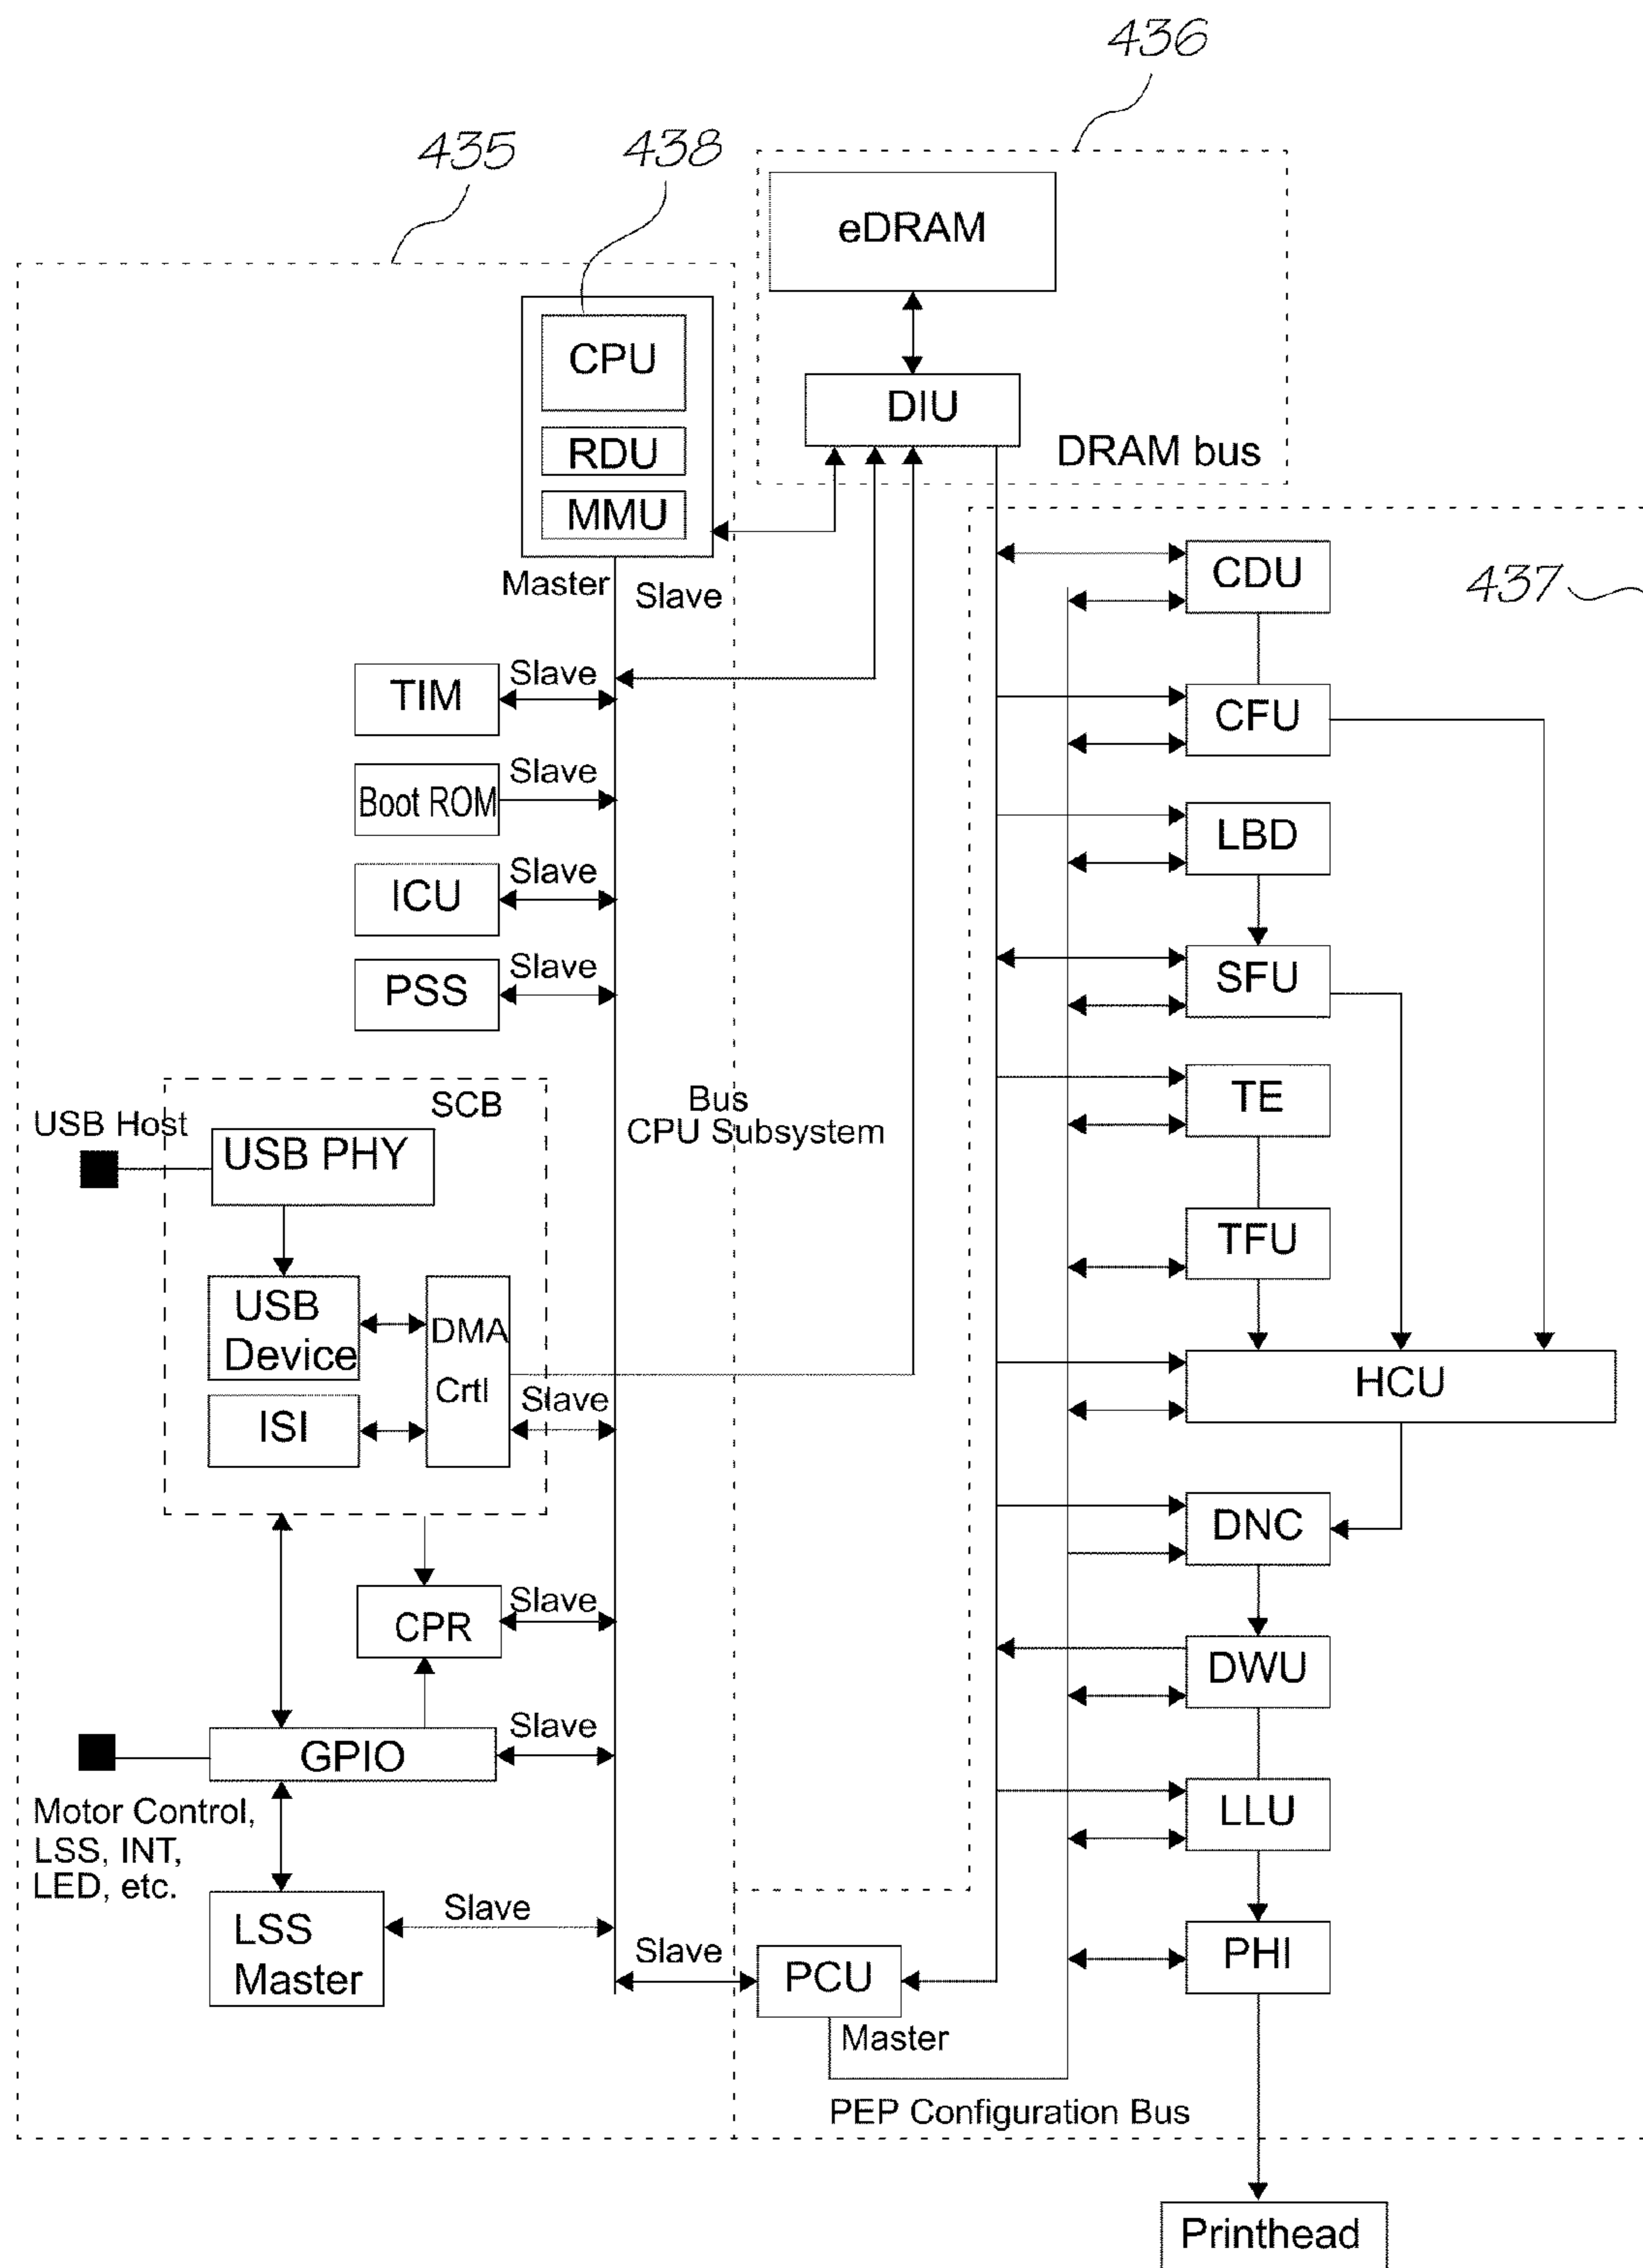 436
435
438
eDRAM
CPU
DIU
RDU
DRAM bus
MMU
Master
Slave
CDU
437
TIM
Slave
CFU
Boot ROM
Slave
LBD
ICU
Slave
PSS
Slave
SFU
SCB
Bus
CPU Subsystem
TE
USB Host
USB PHY
TFU
USB
Device
DMA
Crtl
HCU
ISI
Slave
DNC
CPR
Slave
DWU
GPIO
Slave
Motor Control,
LSS, INT,
LED, etc.
LLU
LSS
Master
Slave
PHI
Slave
PCU
Master
PEP Configuration Bus
Printhead